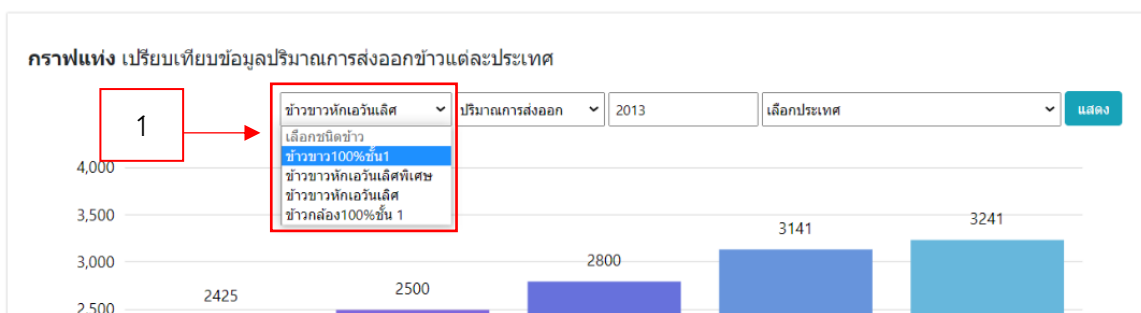 กราฟแท่ง เปรียบเทียบข้อมูลปริมาณการส่งออกข้าวแต่ละประเทศ
1
ข้าวขาวหักเอวันเลิศ ปริมาณการส่งออก 2013 เลือกประเทศ แสดง
เลือกชนิดข้าว
ข้าวขาว100%ชั้น1
ข้าวขาวหักเอวันเลิศพิเศษ
ข้าวขาวหักเอวันเลิศ
ข้าวกล้อง100%ชั้น 1
4,000
3,500
3141 3241
3,000 2800
2425 2500
2,500